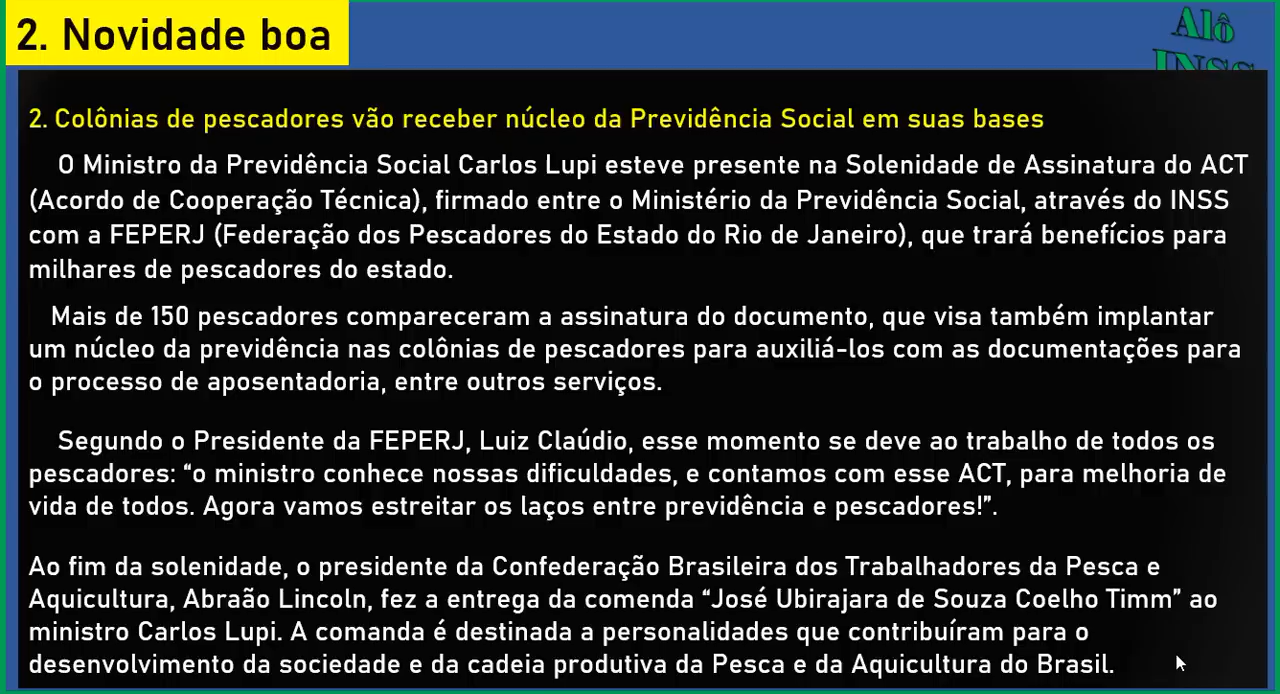 2. Novidade boa
Alô
INSS
2. Colônias de pescadores vão receber núcleo da Previdência Social em suas bases
O Ministro da Previdência Social Carlos Lupi esteve presente na Solenidade de Assinatura do ACT
(Acordo de Cooperação Técnica), firmado entre o Ministério da Previdência Social, através do INSS
com a FEPERJ (Federação dos Pescadores do Estado do Rio de Janeiro), que trará benefícios para
milhares de pescadores do estado.
Mais de 150 pescadores compareceram a assinatura do documento, que visa também implantar
um núcleo da previdência nas colônias de pescadores para auxiliá-los com as documentações para
o processo de aposentadoria, entre outros serviços.
Segundo o Presidente da FEPERJ, Luiz Claúdio, esse momento se deve ao trabalho de todos os
pescadores: “o ministro conhece nossas dificuldades, e contamos com esse ACT, para melhoria de
vida de todos. Agora vamos estreitar os laços entre previdência e pescadores!”.
Ao fim da solenidade, o presidente da Confederação Brasileira dos Trabalhadores da Pesca e
Aquicultura, Abraão Lincoln, fez a entrega da comenda “José Ubirajara de Souza Coelho Timm” ao
ministro Carlos Lupi. A comanda é destinada a personalidades que contribuíram para o
desenvolvimento da sociedade e da cadeia produtiva da Pesca e da Aquicultura do Brasil.